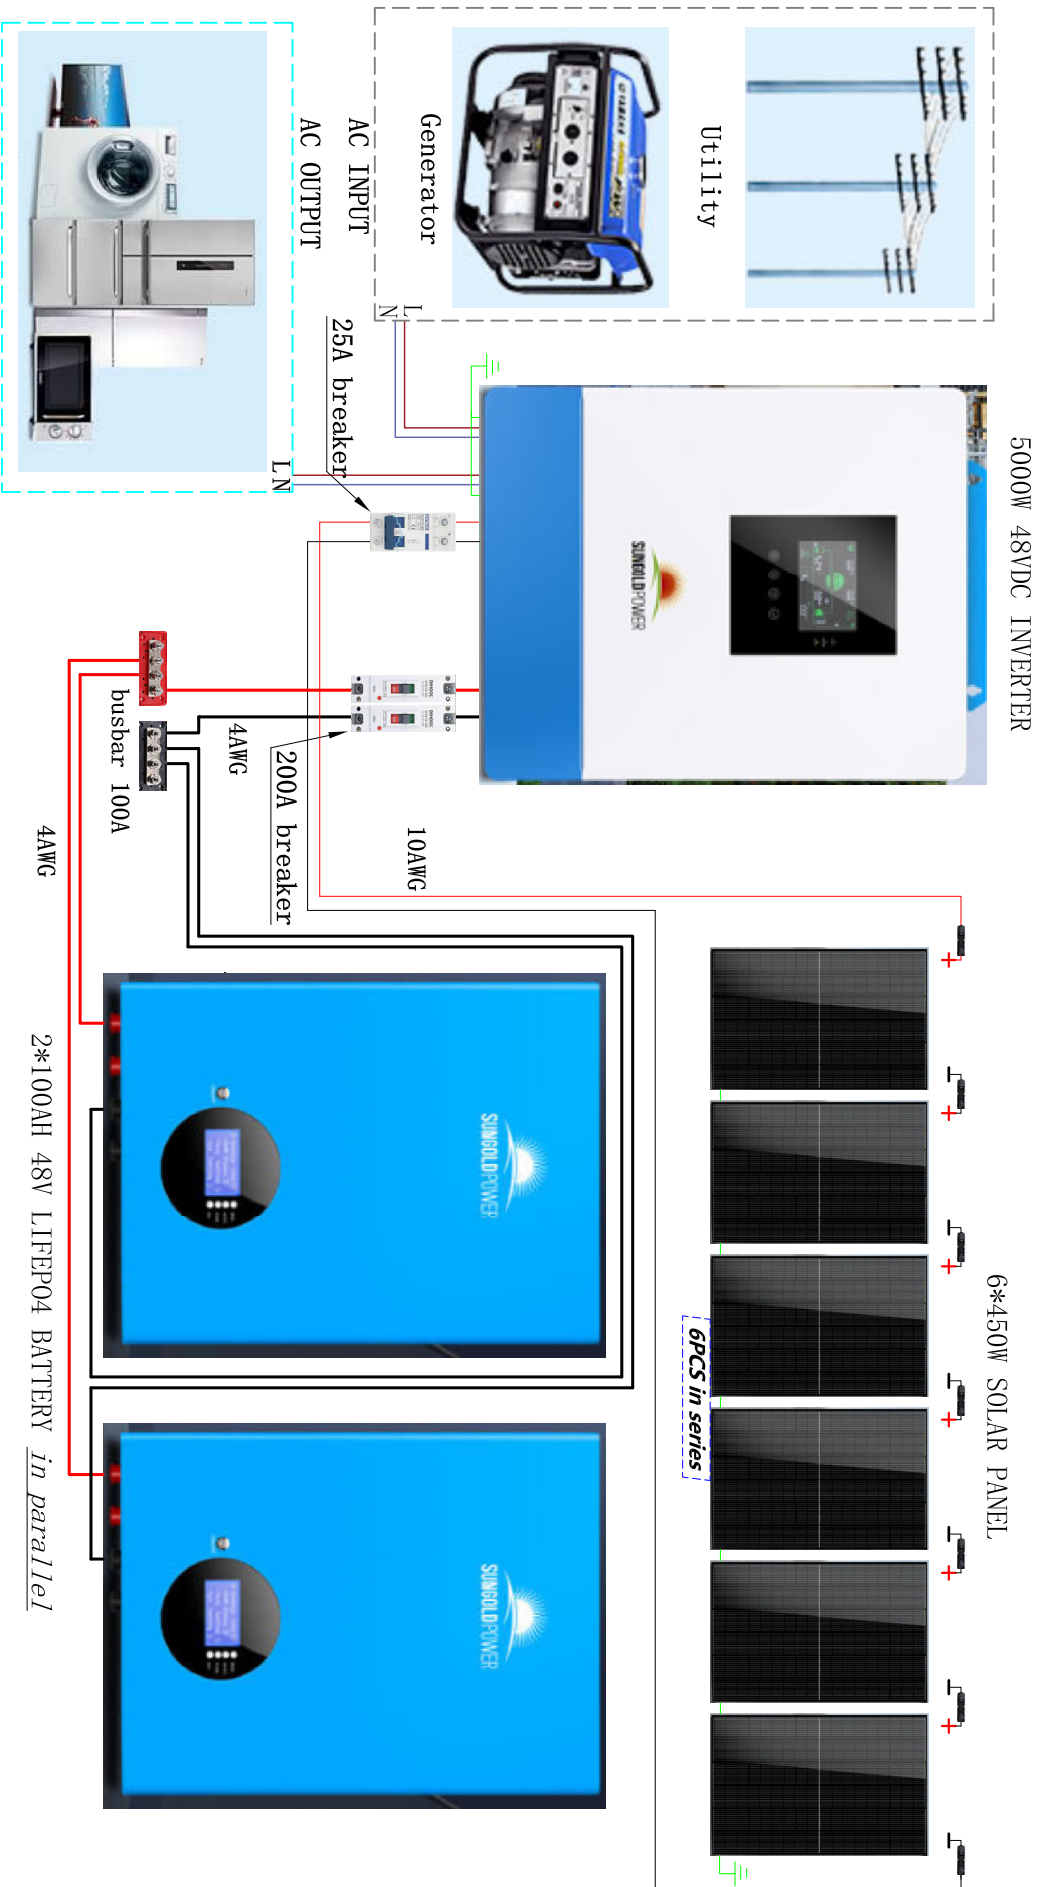 5000W 48VDC INVERTER
6*450W SOLAR PANEL
Utility
6PCS in series
Generator
10AWG
AC INPUT
L
N
25A breaker
AC OUTPUT
L
N
200A breaker
4AWG
busbar 100A
4AWG
SUNGOLDPOWER
SUNGOLDPOWER
SUNGOLDPOWER
2*100AH 48V LIFEPO4 BATTERY in parallel